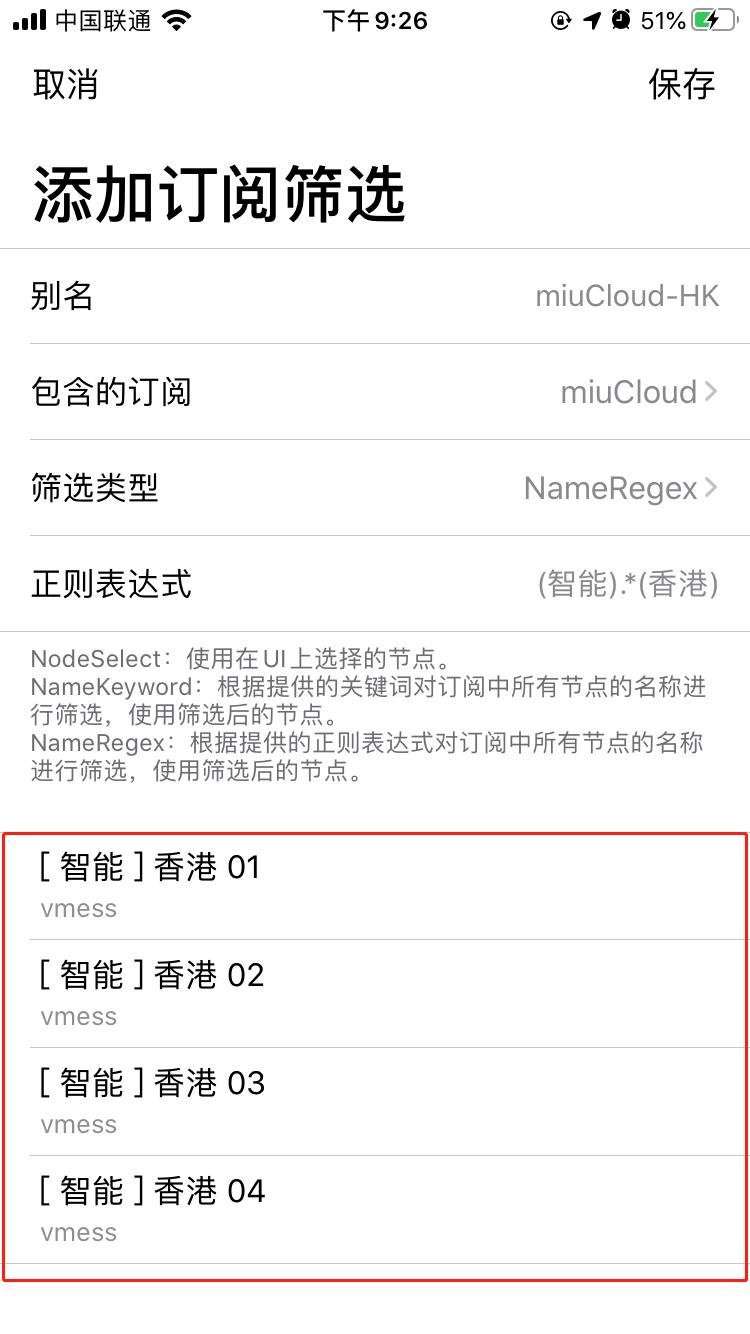 中国联通 下午9:26 51%
取消 保存
添加订阅筛选
别名 miuCloud-HK
包含的订阅 miuCloud
筛选类型 NameRegex
正则表达式 (智能).*(香港)
NodeSelect：使用在UI上选择的节点。
NameKeyword：根据提供的关键词对订阅中所有节点的名称进
行筛选，使用筛选后的节点。
NameRegex：根据提供的正则表达式对订阅中所有节点的名称
进行筛选，使用筛选后的节点。
[ 智能 ] 香港 01
vmess
[ 智能 ] 香港 02
vmess
[ 智能 ] 香港 03
vmess
[ 智能 ] 香港 04
vmess